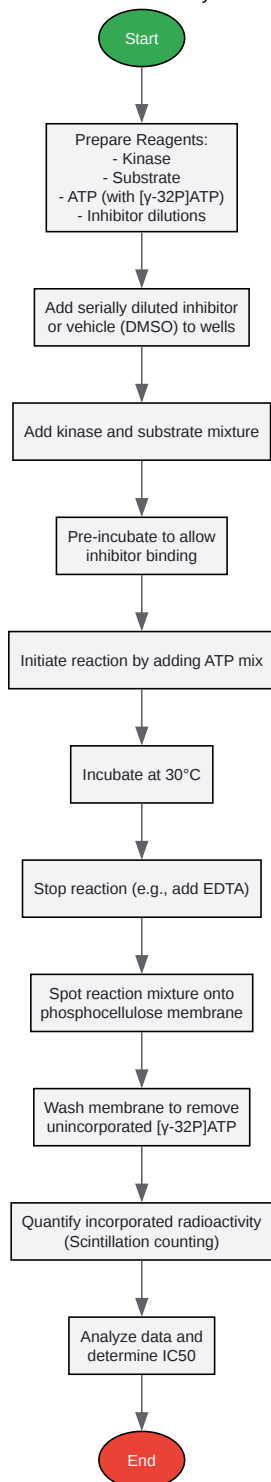 Start
Prepare Reagents:
- Kinase
- Substrate
- ATP (with [γ-32P]ATP)
- Inhibitor dilutions
Add serially diluted inhibitor
or vehicle (DMSO) to wells
Add kinase and substrate mixture
Pre-incubate to allow
inhibitor binding
Initiate reaction by adding ATP mix
Incubate at 30°C
Stop reaction (e.g., add EDTA)
Spot reaction mixture onto
phosphocellulose membrane
Wash membrane to remove
unincorporated [γ-32P]ATP
Quantify incorporated radioactivity
(Scintillation counting)
Analyze data and
determine IC50
End